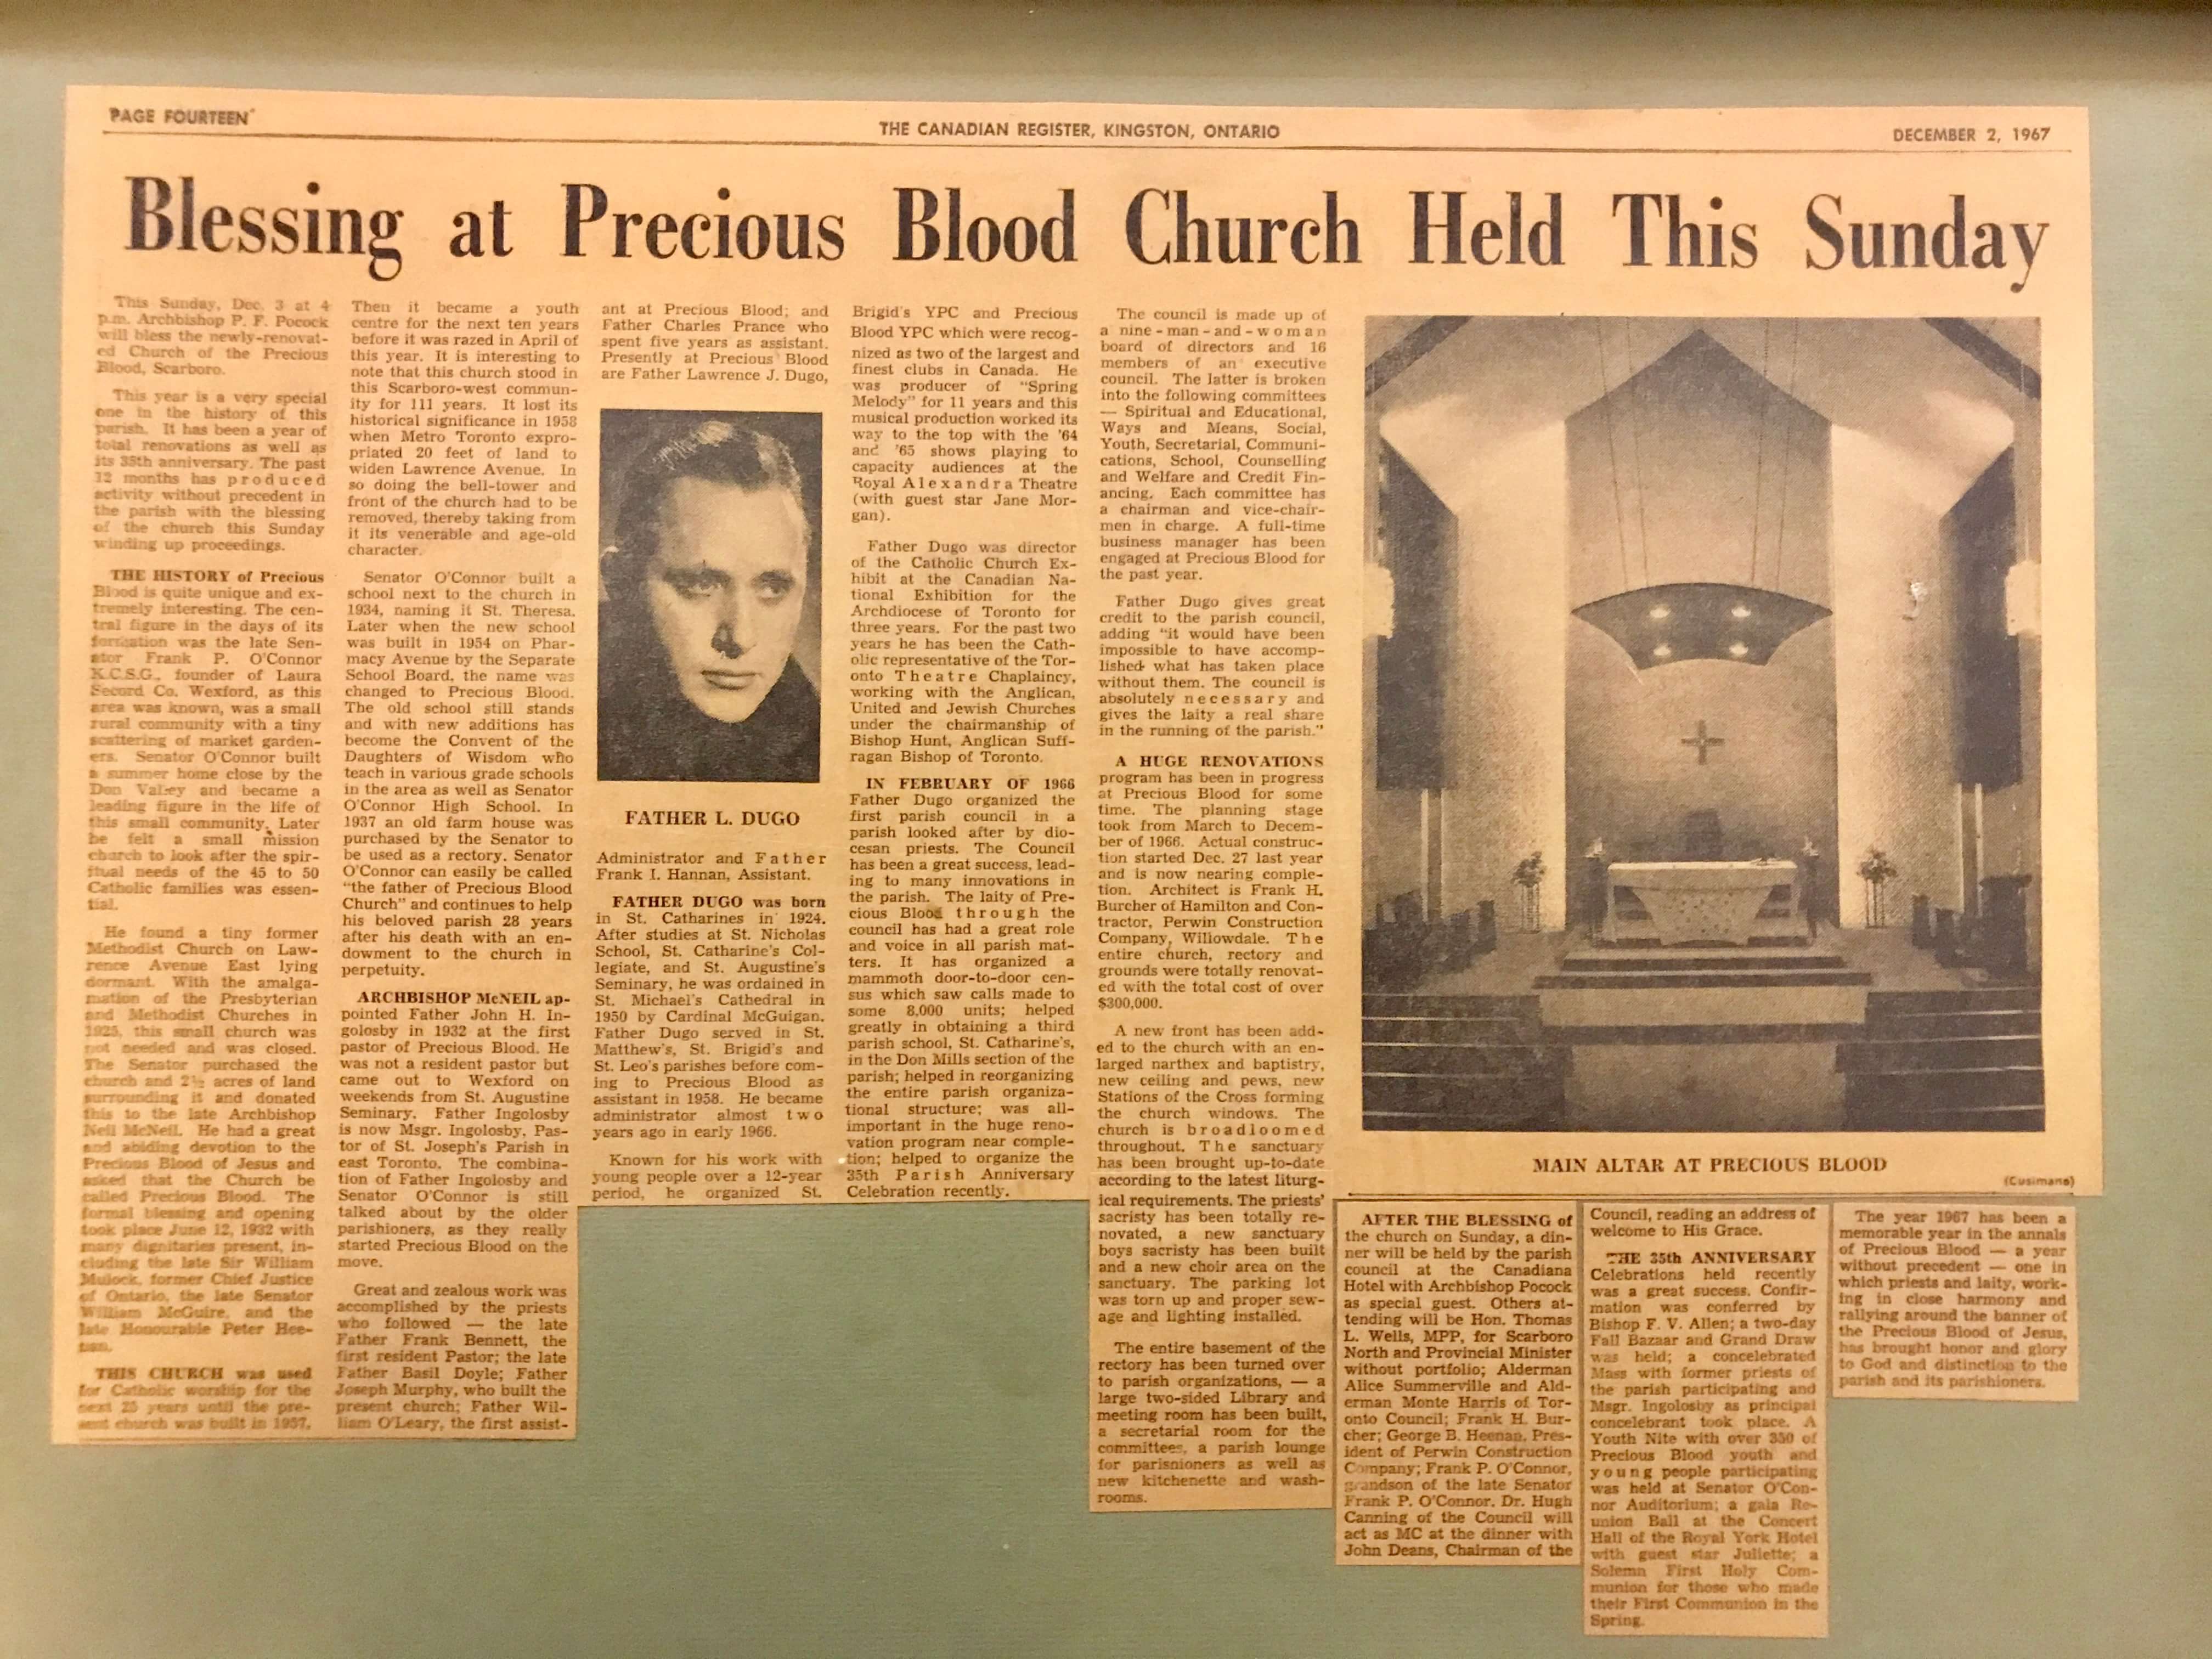 PAGE FOURTEEN
THE CANADIAN REGISTER, KINGSTON, ONTARIO
DECEMBER 2, 1967
Blessing at Precious Blood Church Held This Sunday
This Sunday, Dec. 3 at 4
p.m. Archbishop P. F. Pocock
will bless the newly-renovat-
ed Church of the Precious
Blood, Scarboro.
This year is a very special
one in the history of this
parish. It has been a year of
total renovations as well as
its 35th anniversary. The past
12 months has produced
activity without precedent in
the parish with the blessing
of the church this Sunday
winding up proceedings.
THE HISTORY of Precious
Blood is quite unique and ex-
tremely interesting. The cen-
tral figure in the days of its
formation was the late Sen-
ator Frank P. O'Connor
K.C.S.G., founder of Laura
Secord Co. Wexford, as this
area was known, was a small
rural community with a tiny
scattering of market garden-
ers. Senator O'Connor built
a summer home close by the
Don Valley and became a
leading figure in the life of
this small community. Later
he felt a small mission
church to look after the spir-
itual needs of the 45 to 50
Catholic families was essen-
tial.
He found a tiny former
Methodist Church on Law-
rence Avenue East lying
dormant. With the amalga-
mation of the Presbyterian
and Methodist Churches in
1925, this small church was
not needed and was closed.
The Senator purchased the
church and 2½ acres of land
surrounding it and donated
this to the late Archbishop
Neil McNeil. He had a great
and abiding devotion to the
Precious Blood of Jesus and
asked that the Church be
called Precious Blood. The
formal blessing and opening
took place June 12, 1932 with
many dignitaries present, in-
cluding the late Sir William
Mulock, former Chief Justice
of Ontario, the late Senator
William McGuire, and the
late Honourable Peter Hee-
nan.
THIS CHURCH was used
for Catholic worship for the
next 25 years until the pre-
sent church was built in 1957.
Then it became a youth
centre for the next ten years
before it was razed in April of
this year. It is interesting to
note that this church stood in
this Scarboro-west commun-
ity for 111 years. It lost its
historical significance in 1958
when Metro Toronto expro-
priated 20 feet of land to
widen Lawrence Avenue. In
so doing the bell-tower and
front of the church had to be
removed, thereby taking from
it its venerable and age-old
character.
Senator O'Connor built a
school next to the church in
1934, naming it St. Theresa.
Later when the new school
was built in 1954 on Phar-
macy Avenue by the Separate
School Board, the name was
changed to Precious Blood.
The old school still stands
and with new additions has
become the Convent of the
Daughters of Wisdom who
teach in various grade schools
in the area as well as Senator
O'Connor High School. In
1937 an old farm house was
purchased by the Senator to
be used as a rectory. Senator
O'Connor can easily be called
"the father of Precious Blood
Church" and continues to help
his beloved parish 28 years
after his death with an en-
dowment to the church in
perpetuity.
ARCHBISHOP McNEIL ap-
pointed Father John H. In-
golosby in 1932 at the first
pastor of Precious Blood. He
was not a resident pastor but
came out to Wexford on
weekends from St. Augustine
Seminary. Father Ingolosby
is now Msgr. Ingolosby, Pas-
tor of St. Joseph's Parish in
east Toronto. The combina-
tion of Father Ingolosby and
Senator O'Connor is still
talked about by the older
parishioners, as they really
started Precious Blood on the
move.
Great and zealous work was
accomplished by the priests
who followed — the late
Father Frank Bennett, the
first resident Pastor; the late
Father Basil Doyle; Father
Joseph Murphy, who built the
present church; Father Wil-
liam O'Leary, the first assist-
ant at Precious Blood; and
Father Charles Prance who
spent five years as assistant.
Presently at Precious Blood
are Father Lawrence J. Dugo,
FATHER L. DUGO
Administrator and Father
Frank I. Hannan, Assistant.
FATHER DUGO was born
in St. Catharines in 1924.
After studies at St. Nicholas
School, St. Catharine's Col-
legiate, and St. Augustine's
Seminary, he was ordained in
St. Michael's Cathedral in
1950 by Cardinal McGuigan.
Father Dugo served in St.
Matthew's, St. Brigid's and
St. Leo's parishes before com-
ing to Precious Blood as
assistant in 1958. He became
administrator almost two
years ago in early 1966.
Known for his work with
young people over a 12-year
period, he organized St.
Brigid's YPC and Precious
Blood YPC which were recog-
nized as two of the largest and
finest clubs in Canada. He
was producer of "Spring
Melody" for 11 years and this
musical production worked its
way to the top with the '64
and '65 shows playing to
capacity audiences at the
Royal Alexandra Theatre
(with guest star Jane Mor-
gan).
Father Dugo was director
of the Catholic Church Ex-
hibit at the Canadian Na-
tional Exhibition for the
Archdiocese of Toronto for
three years. For the past two
years he has been the Cath-
olic representative of the Tor-
onto Theatre Chaplaincy,
working with the Anglican,
United and Jewish Churches
under the chairmanship of
Bishop Hunt, Anglican Suff-
ragan Bishop of Toronto.
IN FEBRUARY OF 1966
Father Dugo organized the
first parish council in a
parish looked after by dio-
cesan priests. The Council
has been a great success, lead-
ing to many innovations in
the parish. The laity of Pre-
cious Blood through the
council has had a great role
and voice in all parish mat-
ters. It has organized a
mammoth door-to-door cen-
sus which saw calls made to
some 8,000 units; helped
greatly in obtaining a third
parish school, St. Catharine's,
in the Don Mills section of the
parish; helped in reorganizing
the entire parish organiza-
tional structure; was all-
important in the huge reno-
vation program near comple-
tion; helped to organize the
35th Parish Anniversary
Celebration recently.
The council is made up of
a nine-man-and-woman
board of directors and 16
members of an executive
council. The latter is broken
into the following committees
— Spiritual and Educational,
Ways and Means, Social,
Youth, Secretarial, Communi-
cations, School, Counselling
and Welfare and Credit Fin-
ancing. Each committee has
a chairman and vice-chair-
men in charge. A full-time
business manager has been
engaged at Precious Blood for
the past year.
Father Dugo gives great
credit to the parish council,
adding "it would have been
impossible to have accomp-
lished what has taken place
without them. The council is
absolutely necessary and
gives the laity a real share
in the running of the parish."
A HUGE RENOVATIONS
program has been in progress
at Precious Blood for some
time. The planning stage
took from March to Decem-
ber of 1966. Actual construc-
tion started Dec. 27 last year
and is now nearing comple-
tion. Architect is Frank H.
Burcher of Hamilton and Con-
tractor, Perwin Construction
Company, Willowdale. The
entire church, rectory and
grounds were totally renovat-
ed with the total cost of over
$300,000.
A new front has been add-
ed to the church with an en-
larged narthex and baptistry,
new ceiling and pews, new
Stations of the Cross forming
the church windows. The
church is broadloomed
throughout. The sanctuary
has been brought up-to-date
according to the latest liturg-
ical requirements. The priests'
sacristy has been totally re-
novated, a new sanctuary
boys sacristy has been built
and a new choir area on the
sanctuary. The parking lot
was torn up and proper sew-
age and lighting installed.
The entire basement of the
rectory has been turned over
to parish organizations, — a
large two-sided Library and
meeting room has been built,
a secretarial room for the
committees, a parish lounge
for parisnioners as well as
new kitchenette and wash-
rooms.
MAIN ALTAR AT PRECIOUS BLOOD
(Cusimano)
AFTER THE BLESSING of
the church on Sunday, a din-
ner will be held by the parish
council at the Canadiana
Hotel with Archbishop Pocock
as special guest. Others at-
tending will be Hon. Thomas
L. Wells, MPP, for Scarboro
North and Provincial Minister
without portfolio; Alderman
Alice Summerville and Ald-
erman Monte Harris of Tor-
onto Council; Frank H. Bur-
cher; George B. Heenan, Pres-
ident of Perwin Construction
Company; Frank P. O'Connor,
grandson of the late Senator
Frank P. O'Connor. Dr. Hugh
Canning of the Council will
act as MC at the dinner with
John Deans, Chairman of the
Council, reading an address of
welcome to His Grace.
THE 35th ANNIVERSARY
Celebrations held recently
was a great success. Confir-
mation was conferred by
Bishop F. V. Allen; a two-day
Fall Bazaar and Grand Draw
was held; a concelebrated
Mass with former priests of
the parish participating and
Msgr. Ingolosby as principal
concelebrant took place. A
Youth Nite with over 350 of
Precious Blood youth and
young people participating
was held at Senator O'Con-
nor Auditorium; a gala Re-
union Ball at the Concert
Hall of the Royal York Hotel
with guest star Juliette; a
Solemn First Holy Com-
munion for those who made
their First Communion in the
Spring.
The year 1967 has been a
memorable year in the annals
of Precious Blood — a year
without precedent — one in
which priests and laity, work-
ing in close harmony and
rallying around the banner of
the Precious Blood of Jesus,
has brought honor and glory
to God and distinction to the
parish and its parishioners.